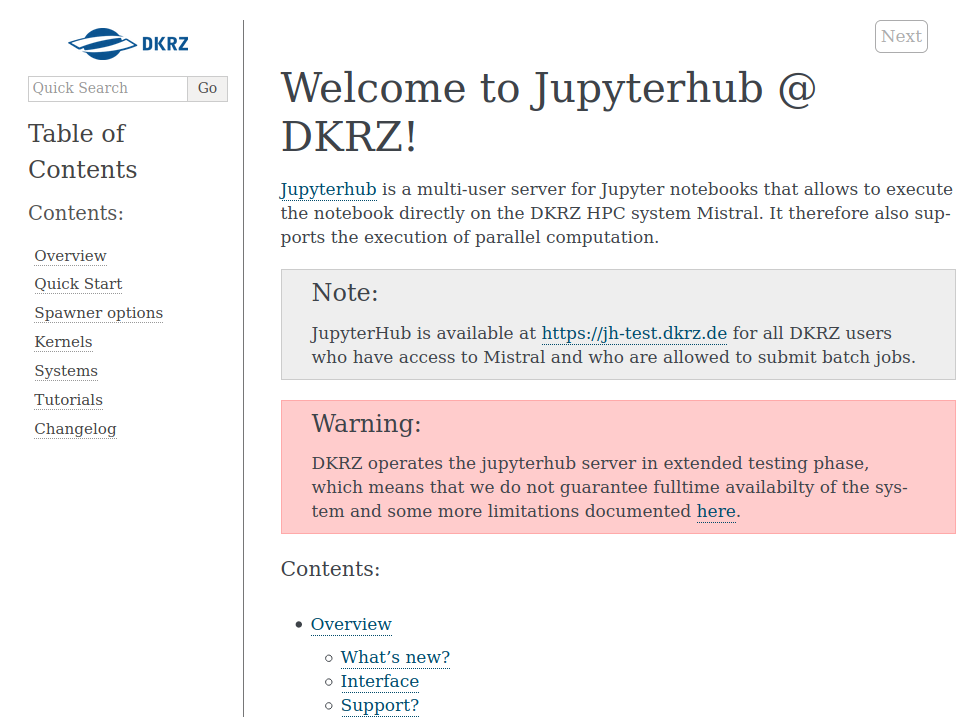 DKRZ
Quick Search
Go
Table of
Contents
Contents:
Overview
Quick Start
Spawner options
Kernels
Systems
Tutorials
Changelog
Next
Welcome to Jupyterhub @
DKRZ!
Jupyterhub is a multi-user server for Jupyter notebooks that allows to execute
the notebook directly on the DKRZ HPC system Mistral. It therefore also sup-
ports the execution of parallel computation.
Note:
JupyterHub is available at https://jh-test.dkrz.de for all DKRZ users
who have access to Mistral and who are allowed to submit batch jobs.
Warning:
DKRZ operates the jupyterhub server in extended testing phase,
which means that we do not guarantee fulltime availabilty of the sys-
tem and some more limitations documented here.
Contents:
• Overview
◦ What’s new?
◦ Interface
◦ Support?